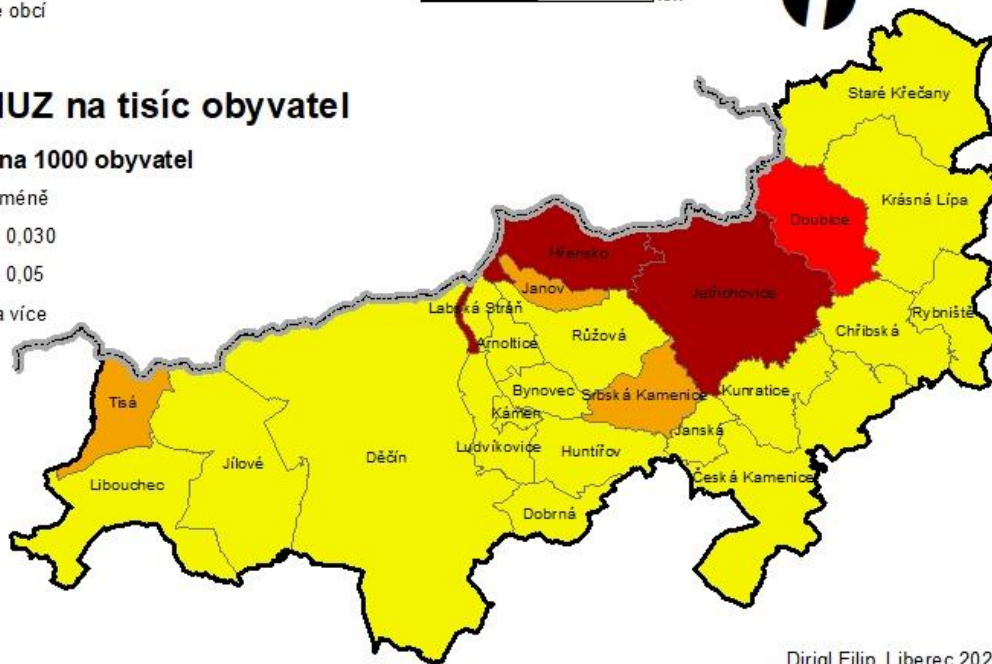 obcí
na tisíc obyvatel
na 1000 obyvatel
méně
0,030
0,05
více
Staré Křečany
Krásná Lípa
Doubice
Hřensko
Janov
Jetřichovice
Labská Stráň
Rybniště
Chřibská
Růžová
Arnoltice
Bynovec
Srbská Kamenice
Kunratice
Tisá
Kámen
Janská
Ludvíkovice
Huntířov
Děčín
Jílové
Libouchec
Česká Kamenice
Dobrná
Dirigl Filip, Liberec